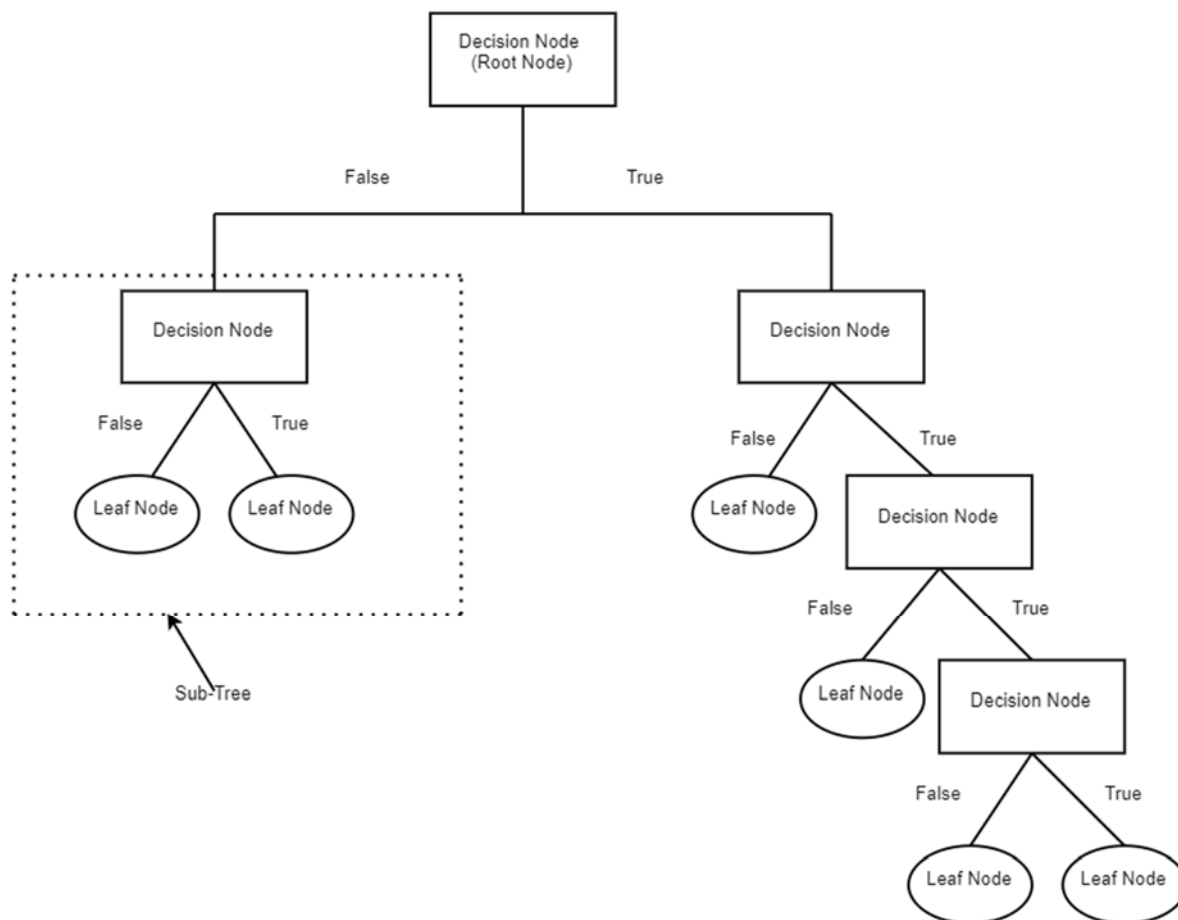 Decision Node
(Root Node)
False
True
Decision Node
Decision Node
False
True
False
True
Leaf Node
Leaf Node
Leaf Node
Decision Node
False
True
Sub-Tree
Leaf Node
Decision Node
False
True
Leaf Node
Leaf Node